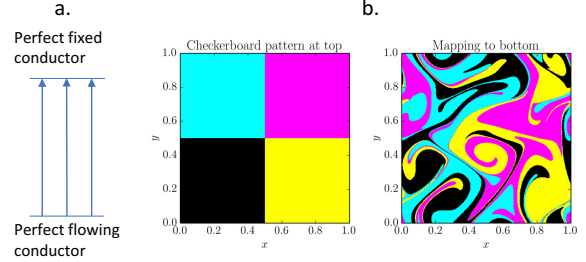 a.
b.
Perfect fixed
conductor
Perfect flowing
conductor
Checkerboard pattern at top
1.0
0.8
0.6
0.4
0.2
0.0
y
0.0 0.2 0.4 0.6 0.8 1.0
x
Mapping to bottom
1.0
0.8
0.6
0.4
0.2
0.0
y
0.0 0.2 0.4 0.6 0.8 1.0
x